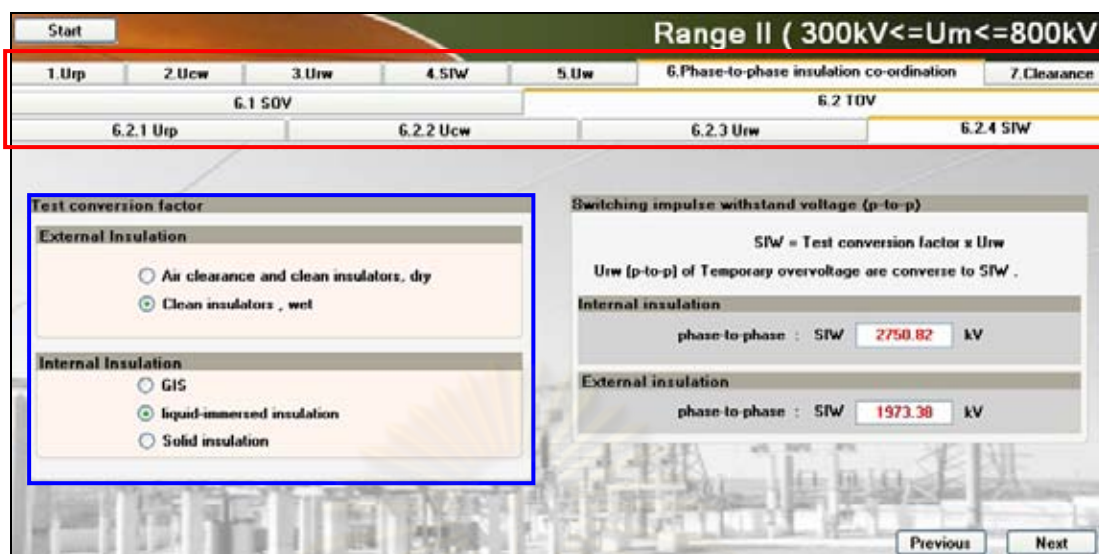 Start
Range II ( 300kV<=Um<=800kV
1.Urp 2.Ucw 3.Urw 4.SIW 5.Uw 6.Phase-to-phase insulation co-ordination 7.Clearance
6.1 SOV 6.2 TOV
6.2.1 Urp 6.2.2 Ucw 6.2.3 Urw 6.2.4 SIW
Test conversion factor
External Insulation
Air clearance and clean insulators, dry
Clean insulators , wet
Internal Insulation
GIS
liquid-immersed insulation
Solid insulation
Switching impulse withstand voltage (p-to-p)
SIW = Test conversion factor x Urw
Urw (p-to-p) of Temporary overvoltage are converse to SIW .
Internal insulation
phase-to-phase : SIW 2750.82 kV
External insulation
phase-to-phase : SIW 1973.38 kV
Previous Next